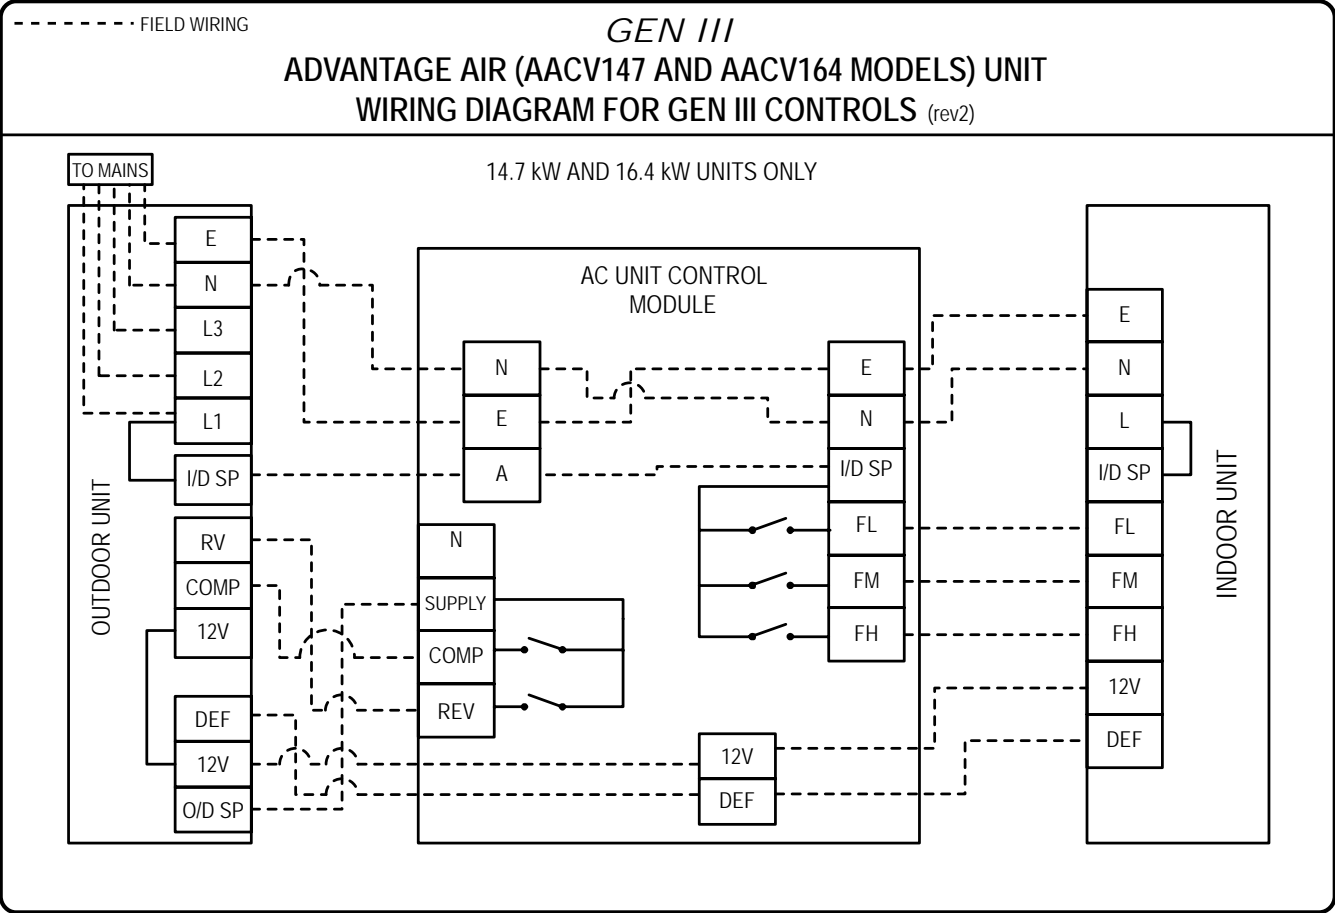 FIELD WIRING
GEN III
ADVANTAGE AIR (AACV147 AND AACV164 MODELS) UNIT
WIRING DIAGRAM FOR GEN III CONTROLS (rev2)
TO MAINS
14.7 kW AND 16.4 kW UNITS ONLY
OUTDOOR UNIT
E
N
L3
L2
L1
I/D SP
RV
COMP
12V
DEF
12V
O/D SP
AC UNIT CONTROL
MODULE
N
E
A
N
SUPPLY
COMP
REV
E
N
I/D SP
FL
FM
FH
12V
DEF
E
N
L
I/D SP
FL
FM
FH
12V
DEF
INDOOR UNIT